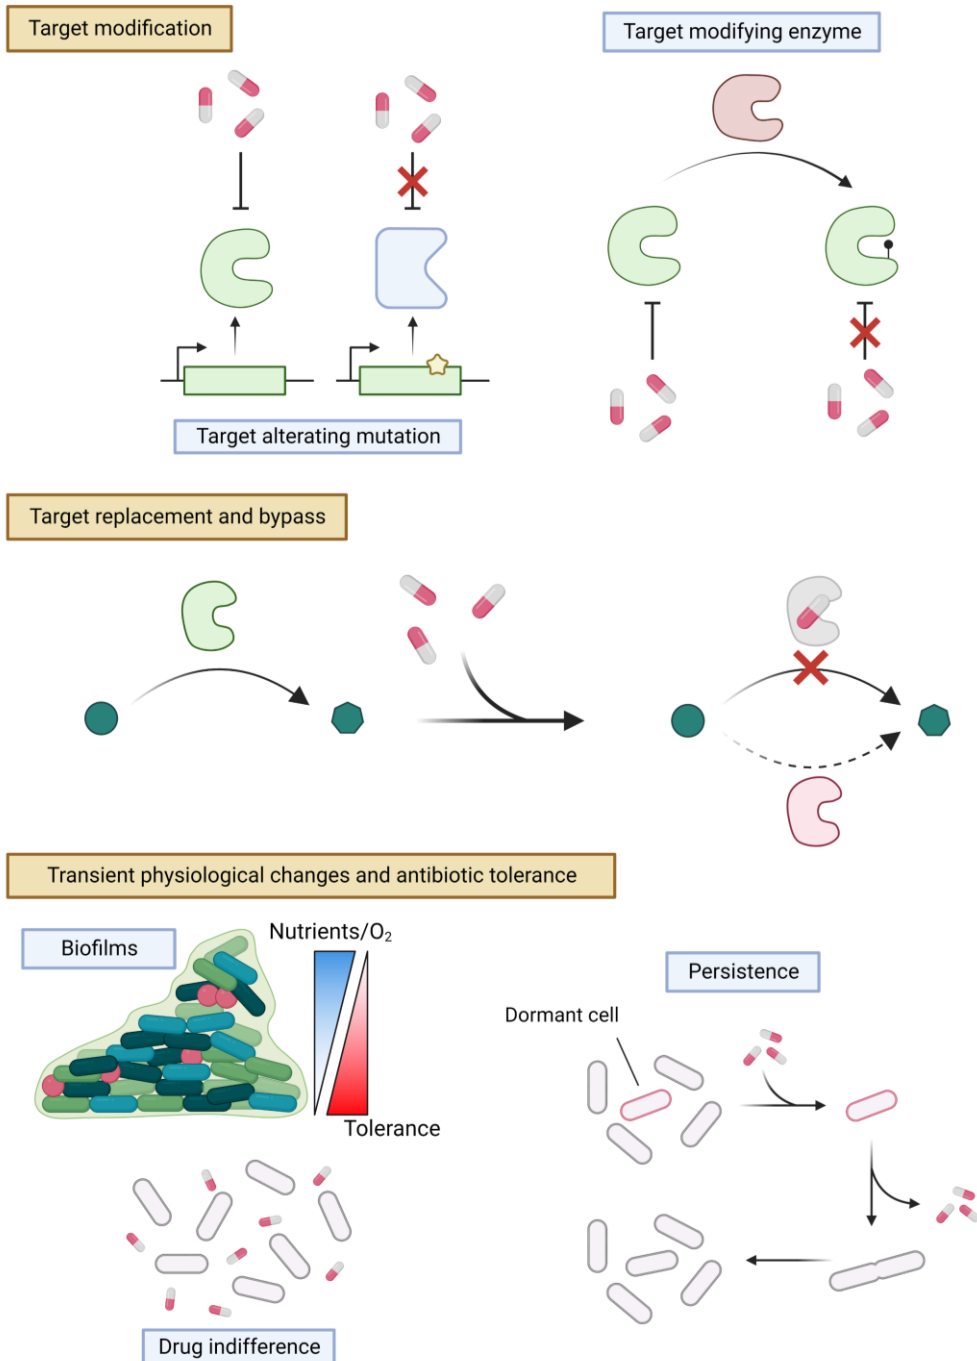 Target modification
Target modifying enzyme
Target alterating mutation
Target replacement and bypass
Transient physiological changes and antibiotic tolerance
Biofilms
Nutrients/O₂
Tolerance
Persistence
Dormant cell
Drug indifference